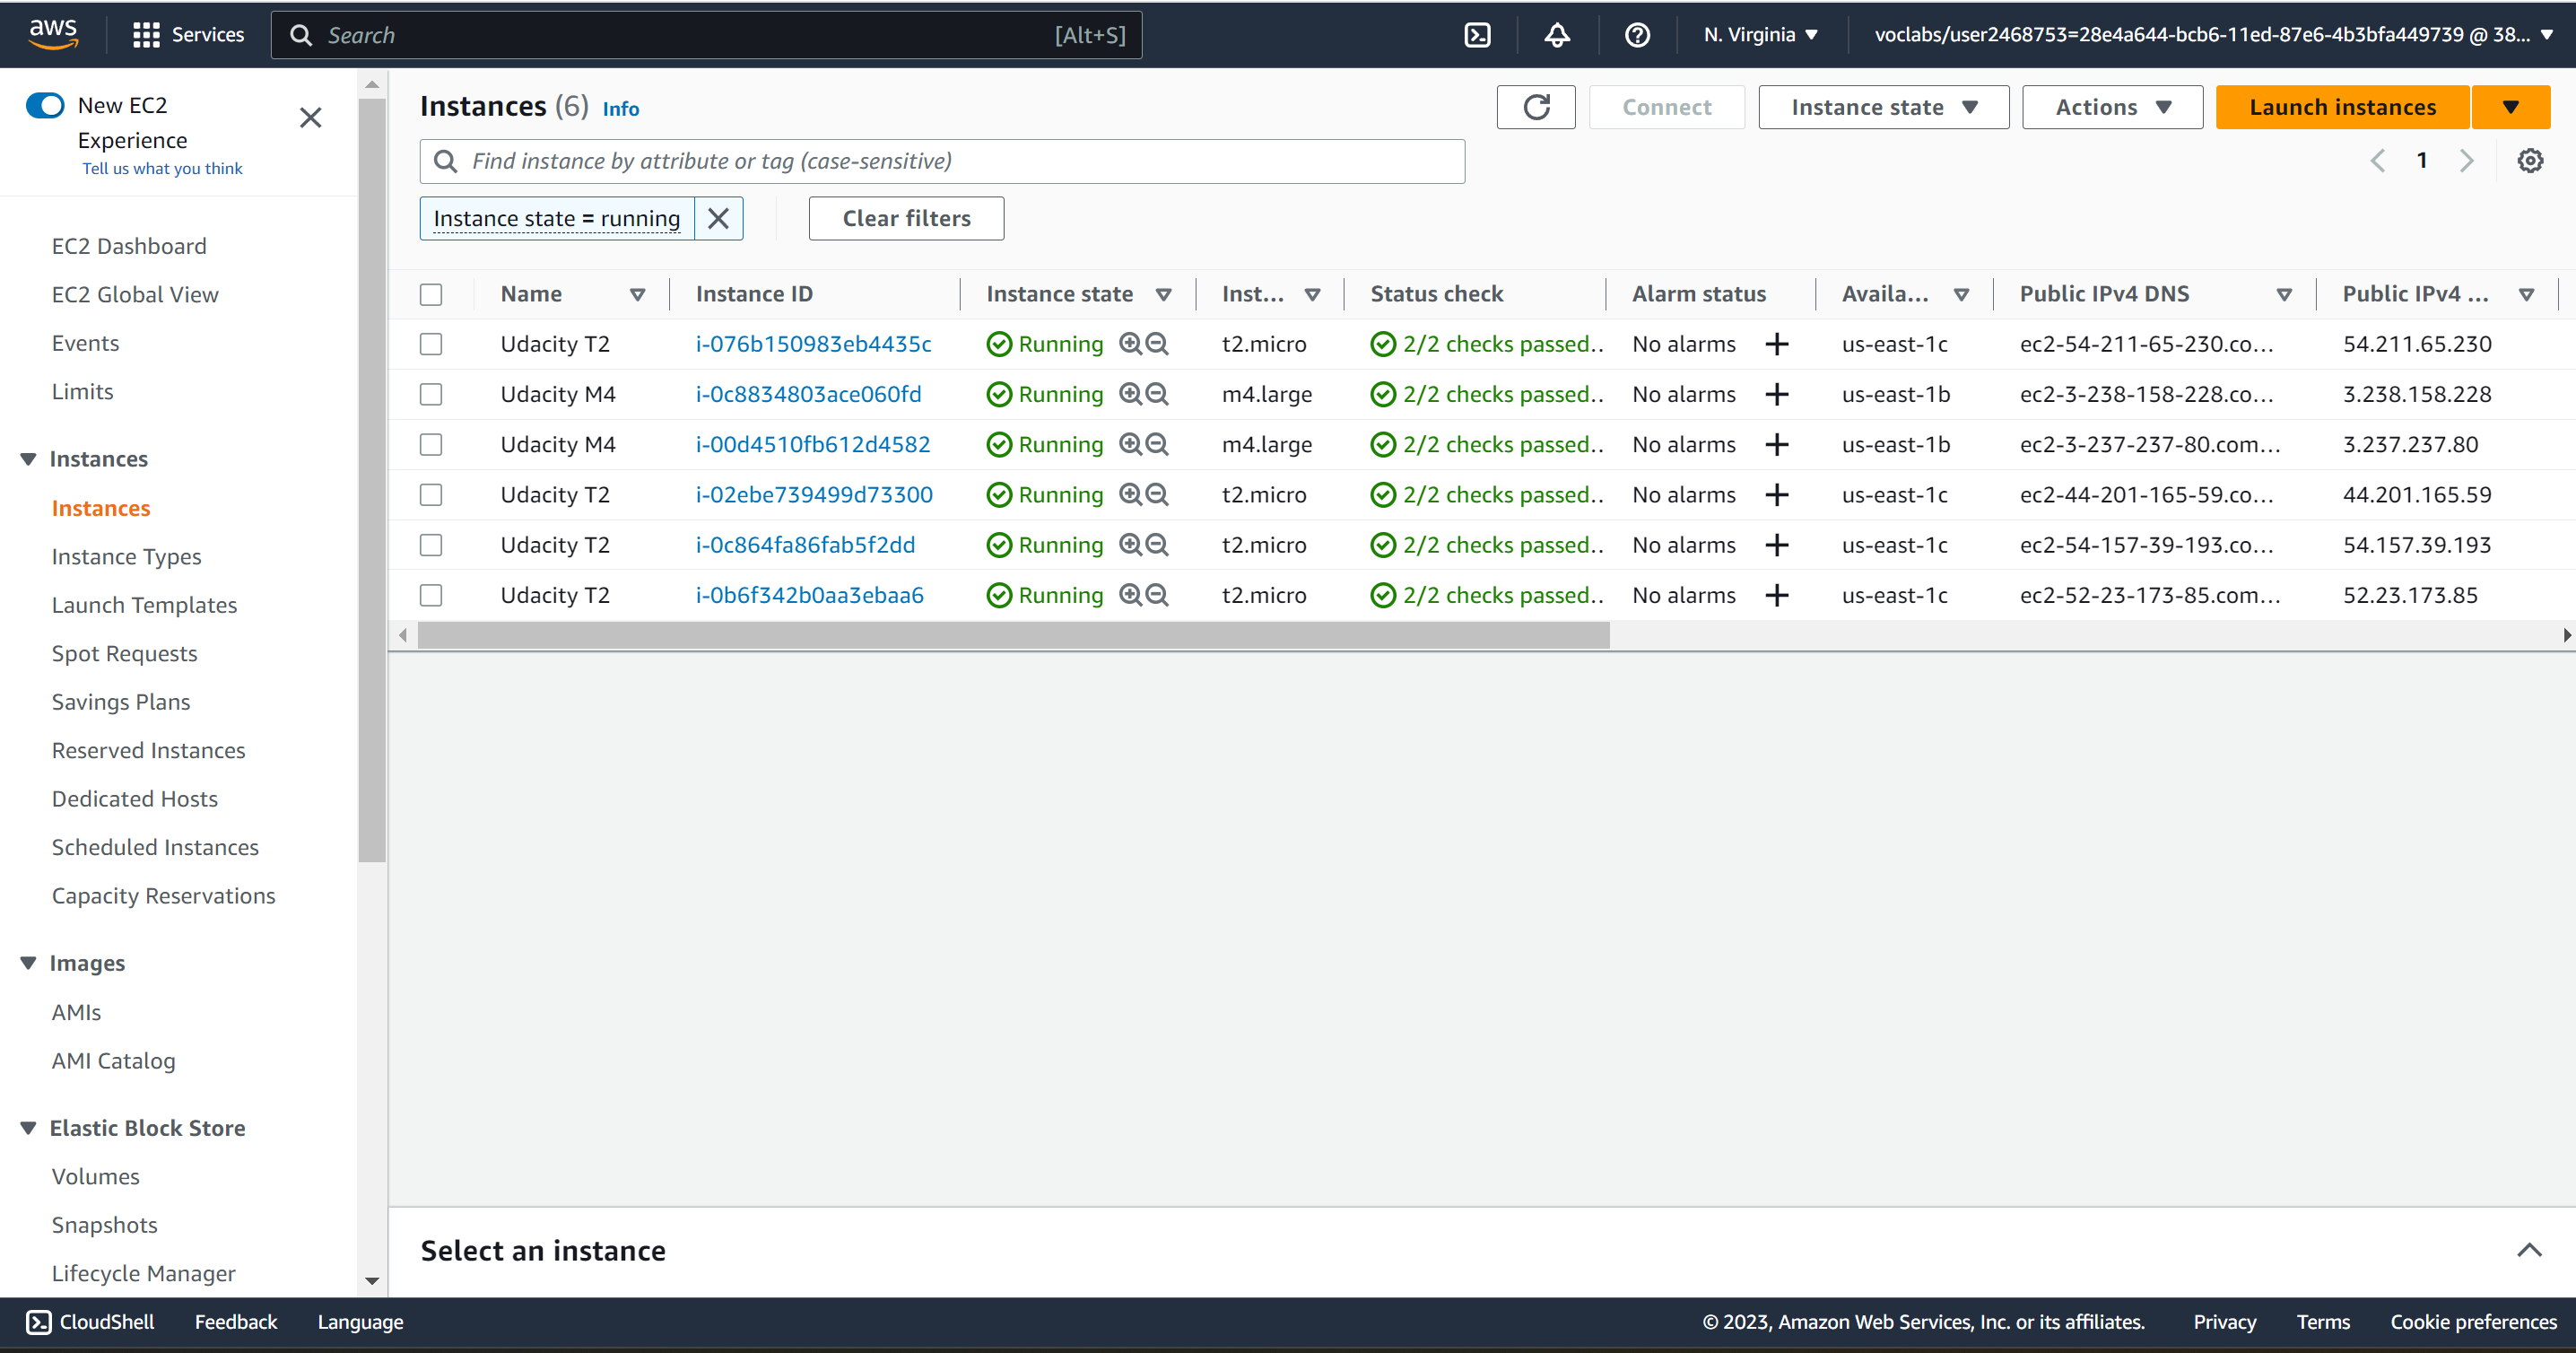 aws Services Search [Alt+S] N. Virginia voclabs/user2468753=28e4a644-bcb6-11ed-87e6-4b3bfa449739 @ 38...
New EC2
Experience
Tell us what you think
EC2 Dashboard
EC2 Global View
Events
Limits
Instances
Instances
Instance Types
Launch Templates
Spot Requests
Savings Plans
Reserved Instances
Dedicated Hosts
Scheduled Instances
Capacity Reservations
Images
AMIs
AMI Catalog
Elastic Block Store
Volumes
Snapshots
Lifecycle Manager
Instances (6) Info Connect Instance state Actions Launch instances
Find instance by attribute or tag (case-sensitive) 1
Instance state = running Clear filters
Name Instance ID Instance state Inst... Status check Alarm status Availa... Public IPv4 DNS Public IPv4 ...
Udacity T2 i-076b150983eb4435c Running t2.micro 2/2 checks passed.. No alarms + us-east-1c ec2-54-211-65-230.co... 54.211.65.230
Udacity M4 i-0c8834803ace060fd Running m4.large 2/2 checks passed.. No alarms + us-east-1b ec2-3-238-158-228.co... 3.238.158.228
Udacity M4 i-00d4510fb612d4582 Running m4.large 2/2 checks passed.. No alarms + us-east-1b ec2-3-237-237-80.com... 3.237.237.80
Udacity T2 i-02ebe739499d73300 Running t2.micro 2/2 checks passed.. No alarms + us-east-1c ec2-44-201-165-59.co... 44.201.165.59
Udacity T2 i-0c864fa86fab5f2dd Running t2.micro 2/2 checks passed.. No alarms + us-east-1c ec2-54-157-39-193.co... 54.157.39.193
Udacity T2 i-0b6f342b0aa3ebaa6 Running t2.micro 2/2 checks passed.. No alarms + us-east-1c ec2-52-23-173-85.com... 52.23.173.85
Select an instance
CloudShell Feedback Language © 2023, Amazon Web Services, Inc. or its affiliates. Privacy Terms Cookie preferences